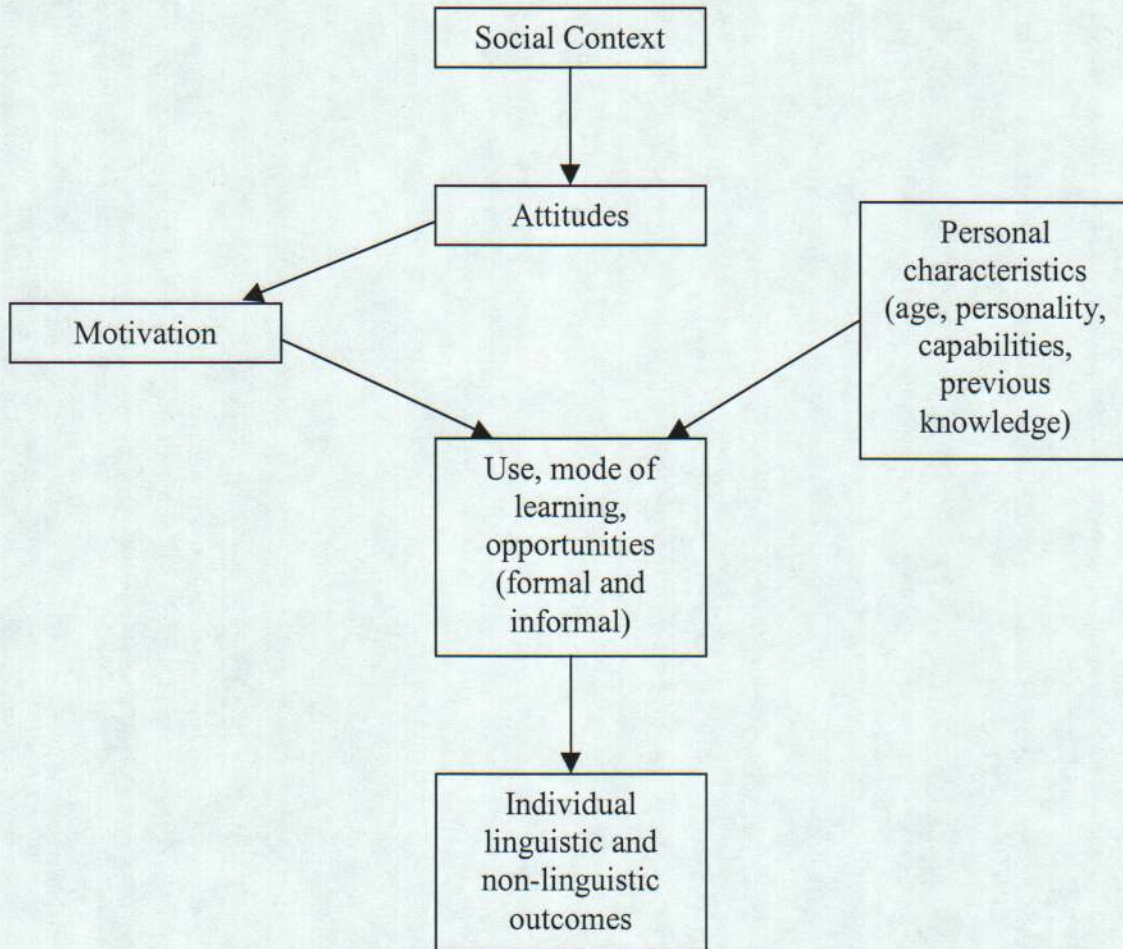 Social Context
Attitudes
Motivation
Personal
characteristics
(age, personality,
capabilities,
previous
knowledge)
Use, mode of
learning,
opportunities
(formal and
informal)
Individual
linguistic and
non-linguistic
outcomes